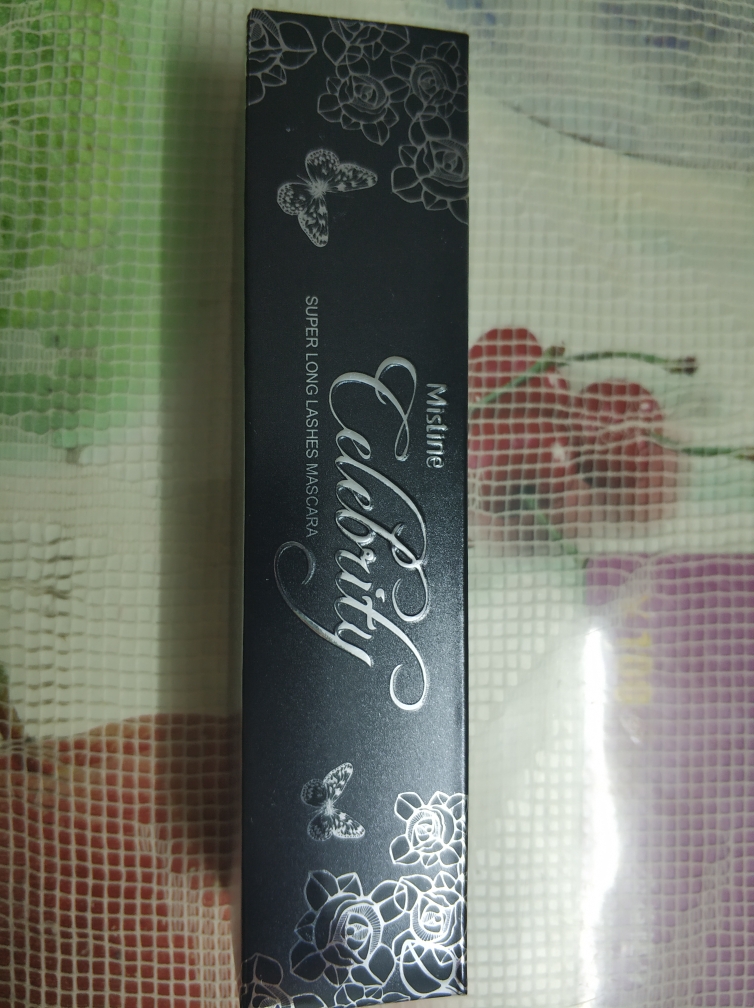 Mistine
Celebrity
SUPER LONG LASHES MASCARA